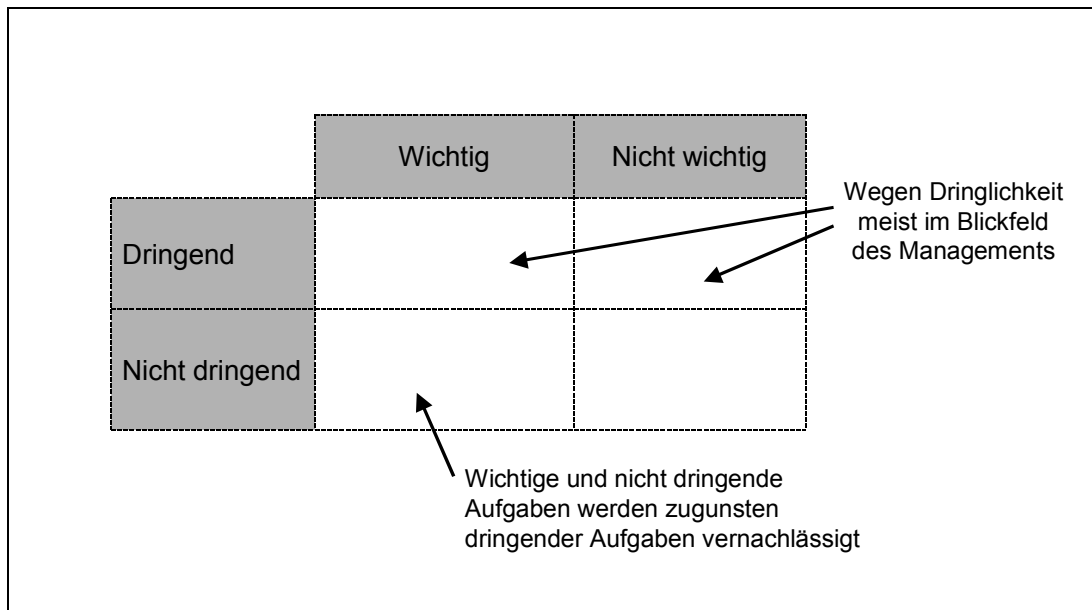 Wichtig
Nicht wichtig
Wegen Dringlichkeit
meist im Blickfeld
des Managements
Dringend
Nicht dringend
Wichtige und nicht dringende
Aufgaben werden zugunsten
dringender Aufgaben vernachlässigt